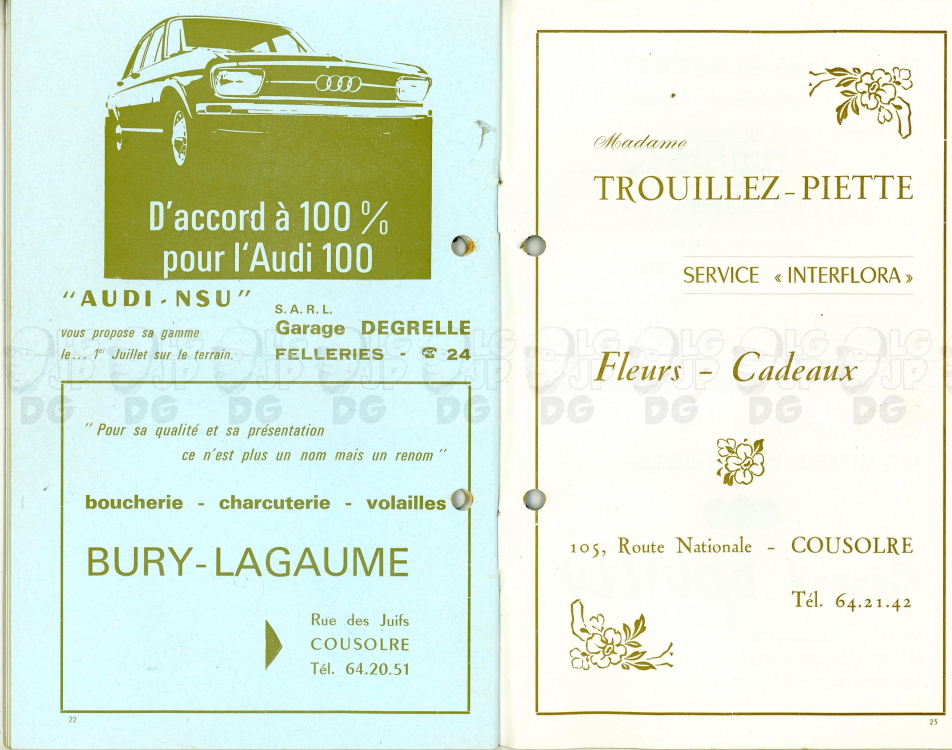 D'accord à 100 %
pour l'Audi 100
"AUDI-NSU"
vous propose sa gamme
le... 1er Juillet sur le terrain.
S.A.R.L.
Garage DEGRELLE
FELLERIES - ☎ 24
"Pour sa qualité et sa présentation
ce n'est plus un nom mais un renom"
boucherie - charcuterie - volailles
BURY-LAGAUME
Rue des Juifs
COUSOLRE
Tél. 64.20.51
22
Madame
TROUILLEZ-PIETTE
SERVICE « INTERFLORA »
Fleurs - Cadeaux
105, Route Nationale - COUSOLRE
Tél. 64.21.42
23
LG JP DG